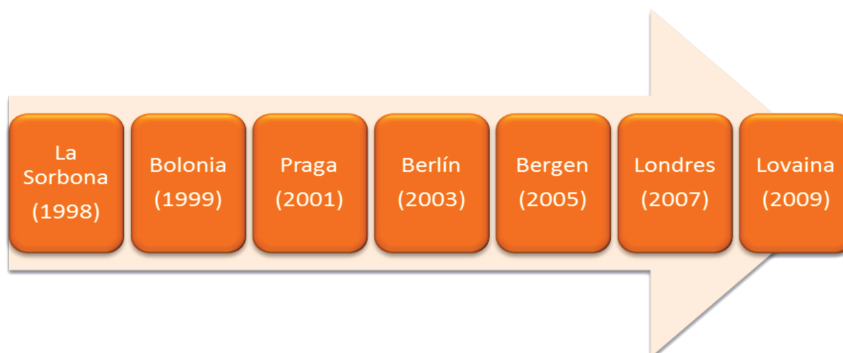 La
Sorbona
(1998)
Bolonia
(1999)
Praga
(2001)
Berlín
(2003)
Bergen
(2005)
Londres
(2007)
Lovaina
(2009)